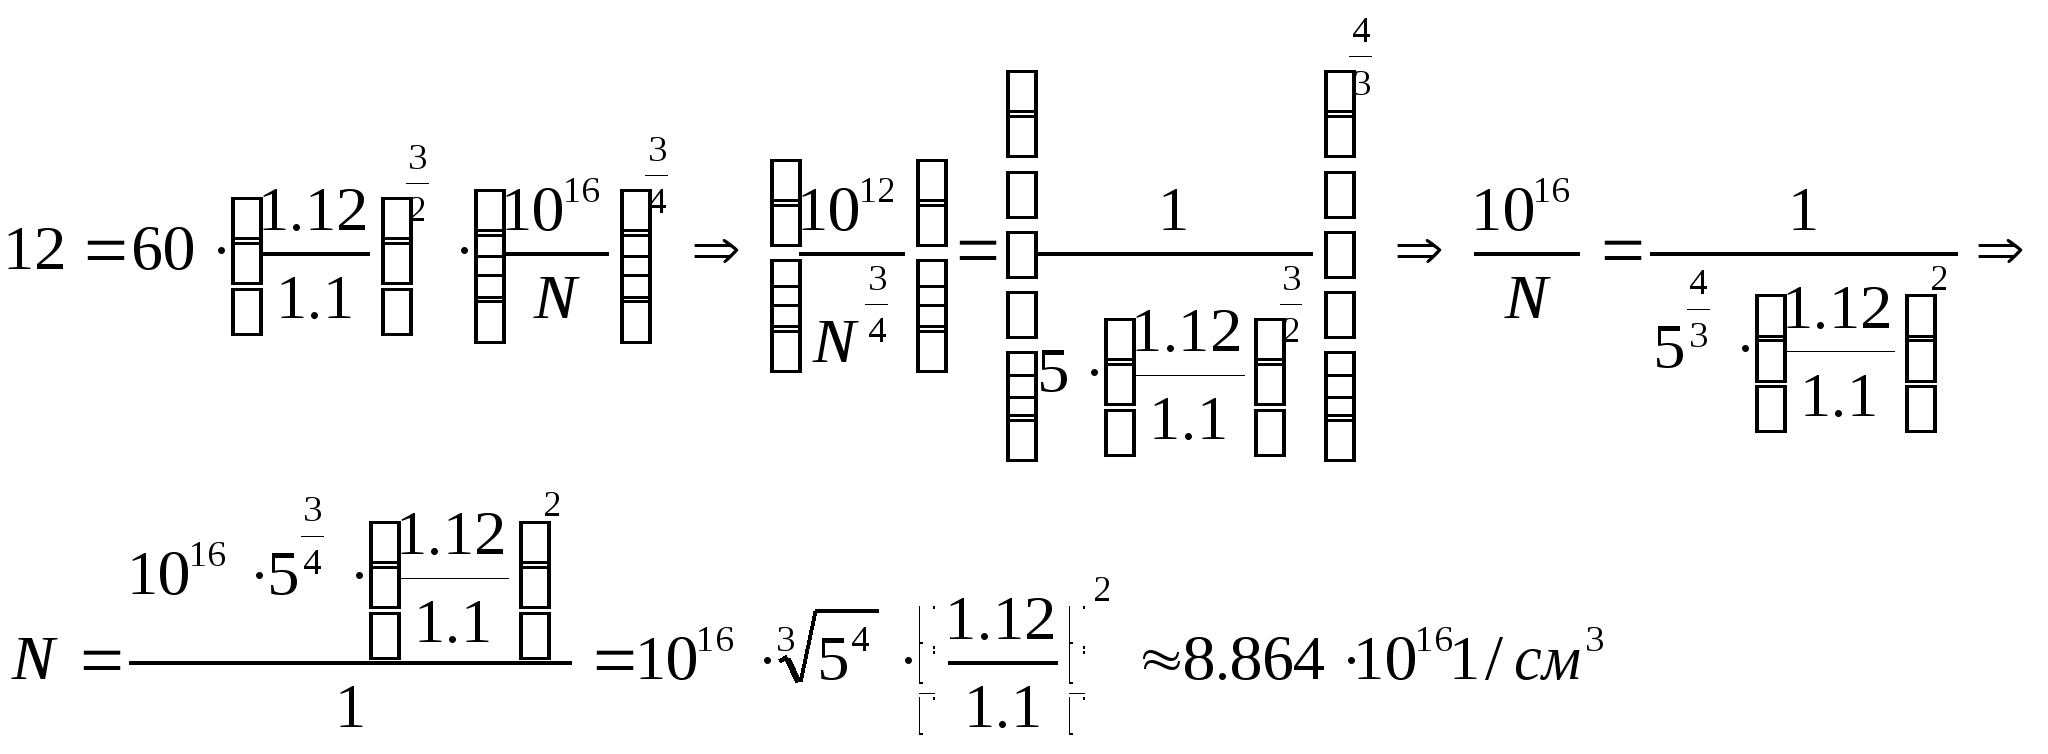 12 = 60 · (1.12/1.1)^(3/2) · (10^16/N)^(3/4) ⇒ (10^12/N^(3/4)) = (1/(5 · (1.12/1.1)^(3/2)))^(4/3) ⇒ 10^16/N = 1/(5^(4/3) · (1.12/1.1)^2) ⇒
N = (10^16 · 5^(3/4) · (1.12/1.1)^2)/1 = 10^16 · ∛5^4 · (1.12/1.1)^2 ≈ 8.864 · 10^16 1/см^3